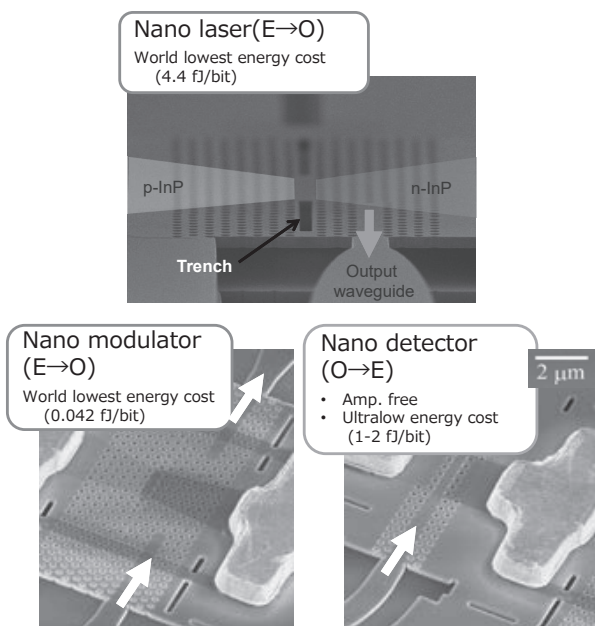 Nano laser(E→O)
World lowest energy cost
(4.4 fJ/bit)
p-InP
n-InP
Trench
Output
waveguide
Nano modulator
(E→O)
World lowest energy cost
(0.042 fJ/bit)
Nano detector
(O→E)
• Amp. free
• Ultralow energy cost
(1-2 fJ/bit)
2 μm